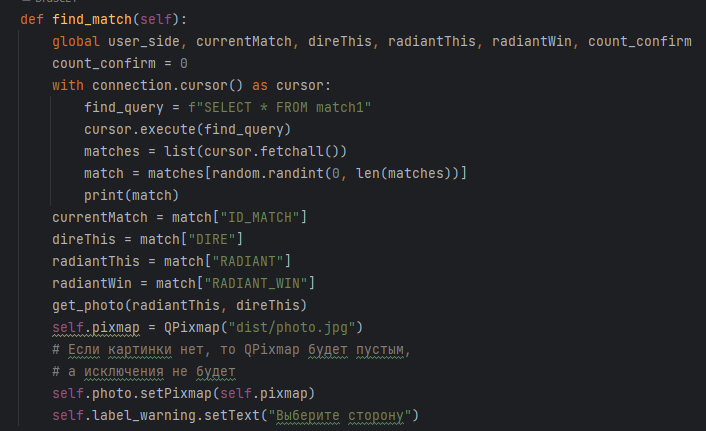 def find_match(self):
    global user_side, currentMatch, direThis, radiantThis, radiantWin, count_confirm
    count_confirm = 0
    with connection.cursor() as cursor:
        find_query = f"SELECT * FROM match1"
        cursor.execute(find_query)
        matches = list(cursor.fetchall())
        match = matches[random.randint(0, len(matches))]
        print(match)
    currentMatch = match["ID_MATCH"]
    direThis = match["DIRE"]
    radiantThis = match["RADIANT"]
    radiantWin = match["RADIANT_WIN"]
    get_photo(radiantThis, direThis)
    self.pixmap = QPixmap("dist/photo.jpg")
    # Если картинки нет, то QPixmap будет пустым,
    # а исключения не будет
    self.photo.setPixmap(self.pixmap)
    self.label_warning.setText("Выберите сторону")